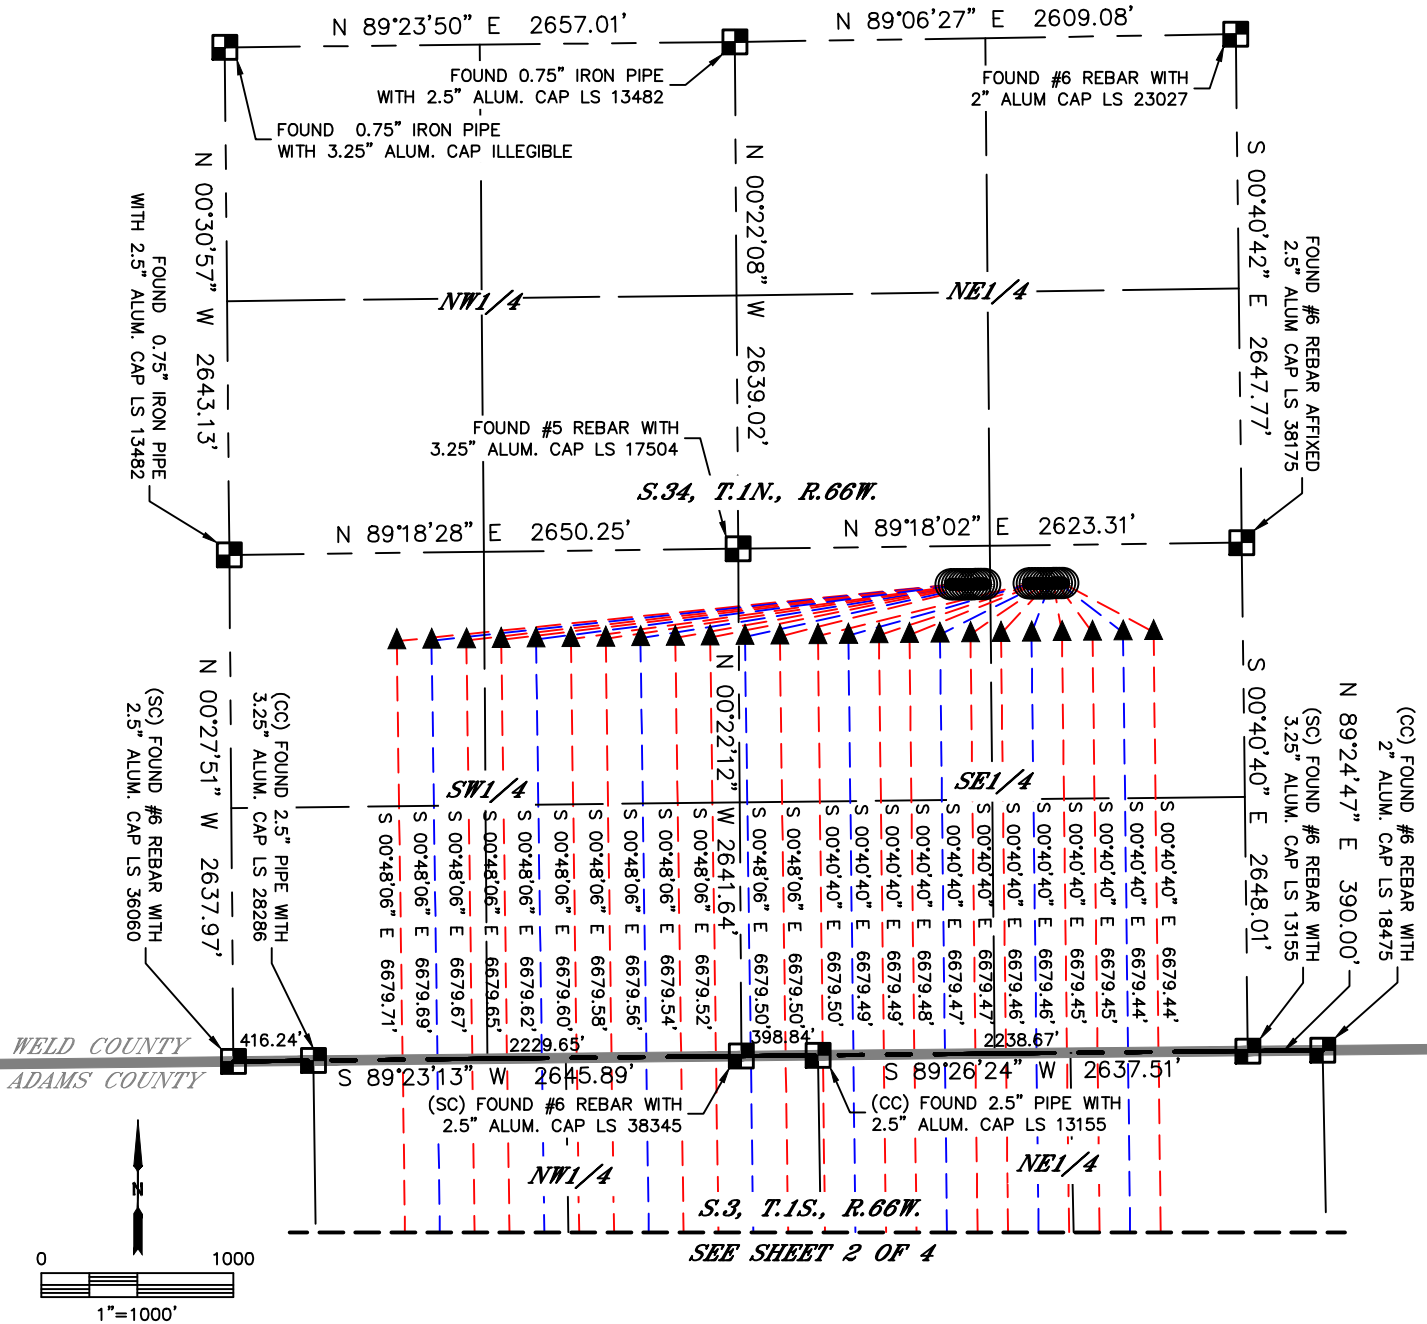 N 89°23'50" E 2657.01'
N 89°06'27" E 2609.08'
FOUND 0.75" IRON PIPE
WITH 2.5" ALUM. CAP LS 13482
FOUND #6 REBAR WITH
2" ALUM CAP LS 23027
FOUND 0.75" IRON PIPE
WITH 3.25" ALUM. CAP ILLEGIBLE
N 00°30'57" W 2643.13'
N 00°22'08" W 2639.02'
S 00°40'42" E 2647.77'
FOUND 0.75" IRON PIPE
WITH 2.5" ALUM. CAP LS 13482
FOUND #6 REBAR AFFIXED
2.5" ALUM CAP LS 38175
NW1/4
NE1/4
FOUND #5 REBAR WITH
3.25" ALUM. CAP LS 17504
S.34, T.1N., R.66W.
N 89°18'28" E 2650.25'
N 89°18'02" E 2623.31'
N 00°27'51" W 2637.97'
N 00°22'12" W 2641.64'
S 00°40'40" E 2648.01'
(SC) FOUND #6 REBAR WITH
2.5" ALUM. CAP LS 36060
(CC) FOUND 2.5" PIPE WITH
3.25" ALUM. CAP LS 28286
(SC) FOUND #6 REBAR WITH
3.25" ALUM. CAP LS 13155
N 89°24'47" E 390.00'
(CC) FOUND #6 REBAR WITH
2" ALUM. CAP LS 18475
SW1/4
SE1/4
S 00°48'06" E 6679.71'
S 00°48'06" E 6679.69'
S 00°48'06" E 6679.67'
S 00°48'06" E 6679.65'
S 00°48'06" E 6679.62'
S 00°48'06" E 6679.60'
S 00°48'06" E 6679.58'
S 00°48'06" E 6679.56'
S 00°48'06" E 6679.54'
S 00°48'06" E 6679.52'
S 00°48'06" E 6679.50'
S 00°48'06" E 6679.50'
S 00°40'40" E 6679.50'
S 00°40'40" E 6679.49'
S 00°40'40" E 6679.49'
S 00°40'40" E 6679.48'
S 00°40'40" E 6679.47'
S 00°40'40" E 6679.47'
S 00°40'40" E 6679.46'
S 00°40'40" E 6679.46'
S 00°40'40" E 6679.45'
S 00°40'40" E 6679.45'
S 00°40'40" E 6679.44'
S 00°40'40" E 6679.44'
416.24'
2229.65'
398.84'
2238.67'
WELD COUNTY
ADAMS COUNTY
S 89°23'13" W 2645.89'
S 89°26'24" W 2637.51'
(SC) FOUND #6 REBAR WITH
2.5" ALUM. CAP LS 38345
(CC) FOUND 2.5" PIPE WITH
2.5" ALUM. CAP LS 13155
NW1/4
NE1/4
S.3, T.1S., R.66W.
SEE SHEET 2 OF 4
N
0 1000
1"=1000'